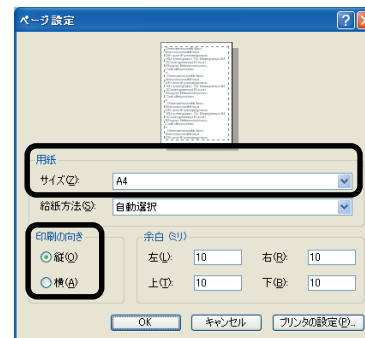 ページ設定
用紙
サイズ(Z): A4
給紙方法(S): 自動選択
印刷の向き
縦(O)
横(A)
余白 (ミリ)
左(L): 10 右(R): 10
上(T): 10 下(B): 10
OK キャンセル プリンタの設定(P)...